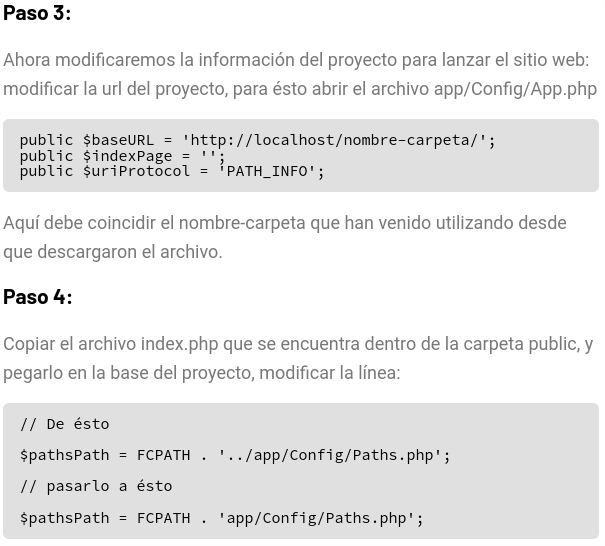 Paso 3:
Ahora modificaremos la información del proyecto para lanzar el sitio web:
modificar la url del proyecto, para ésto abrir el archivo app/Config/App.php
public $baseURL = 'http://localhost/nombre-carpeta/';
public $indexPage = '';
public $uriProtocol = 'PATH_INFO';
Aquí debe coincidir el nombre-carpeta que han venido utilizando desde
que descargaron el archivo.
Paso 4:
Copiar el archivo index.php que se encuentra dentro de la carpeta public, y
pegarlo en la base del proyecto, modificar la línea:
// De ésto
$pathsPath = FCPATH . '../app/Config/Paths.php';
// pasarlo a ésto
$pathsPath = FCPATH . 'app/Config/Paths.php';